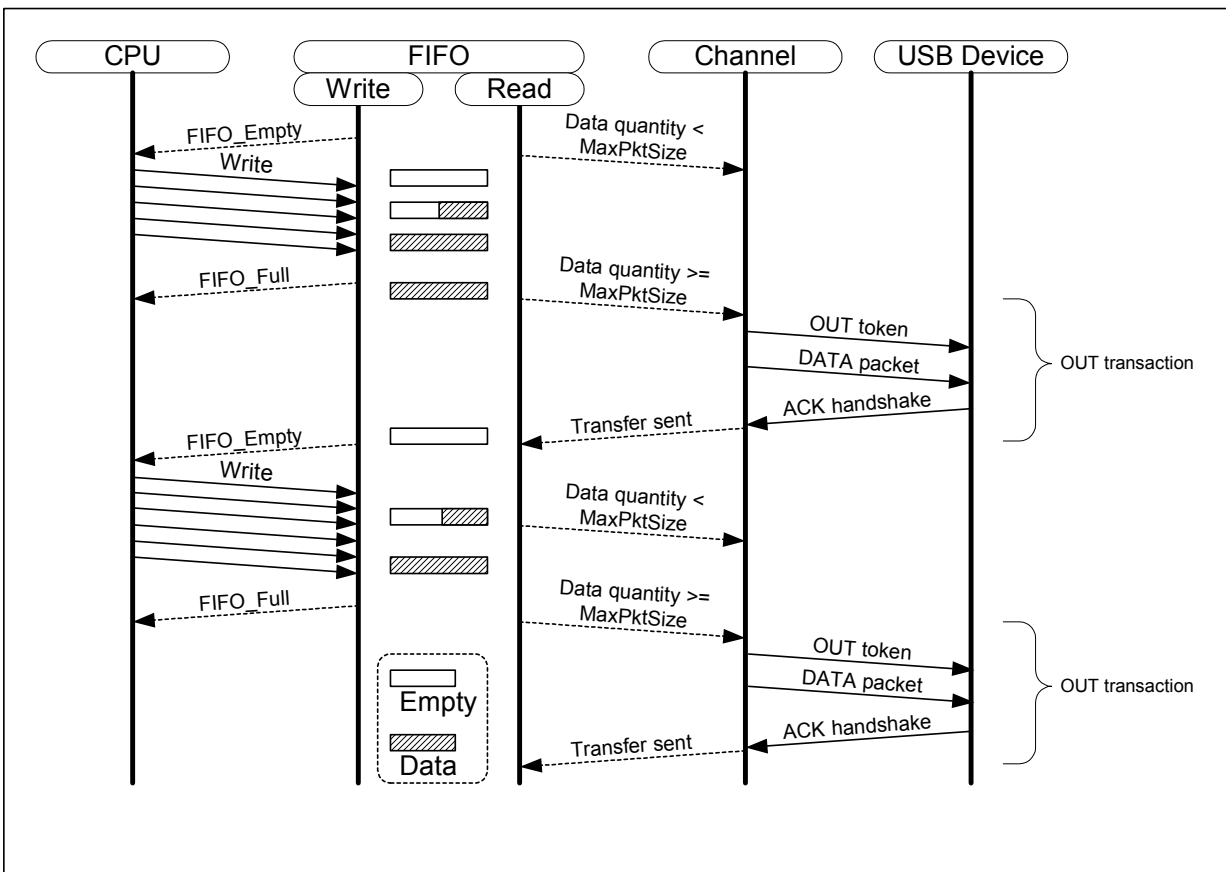 CPU
FIFO
Channel
USB Device
Write
Read
FIFO_Empty
Data quantity <
MaxPktSize
Write
FIFO_Full
Data quantity >=
MaxPktSize
OUT token
DATA packet
OUT transaction
ACK handshake
Transfer sent
FIFO_Empty
Write
Data quantity <
MaxPktSize
FIFO_Full
Data quantity >=
MaxPktSize
OUT token
DATA packet
OUT transaction
ACK handshake
Transfer sent
Empty
Data